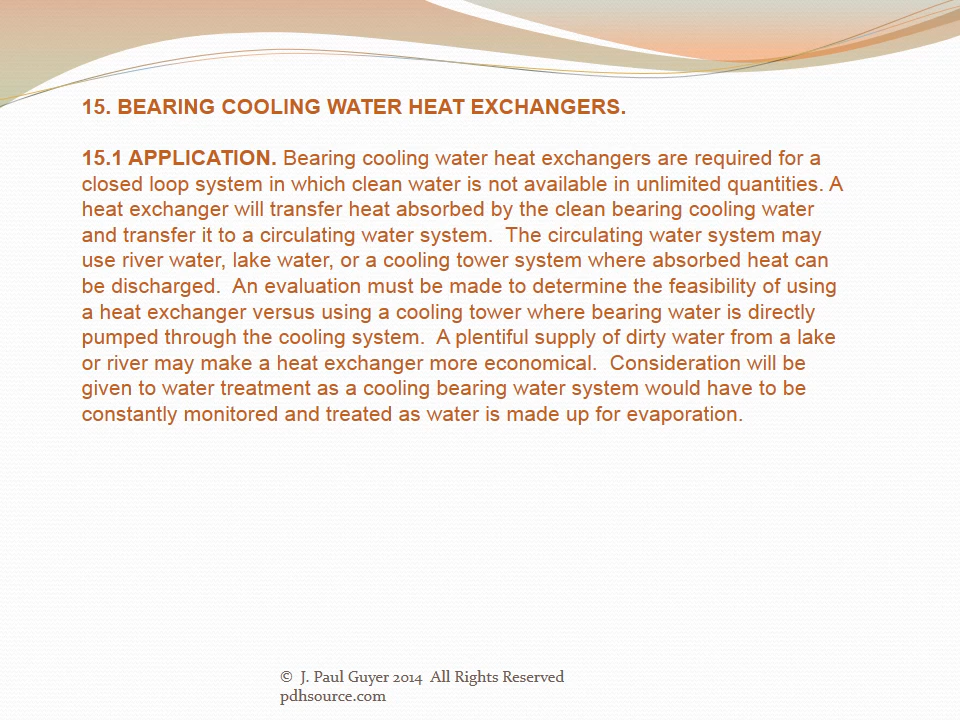 15. BEARING COOLING WATER HEAT EXCHANGERS.
15.1 APPLICATION. Bearing cooling water heat exchangers are required for a
closed loop system in which clean water is not available in unlimited quantities. A
heat exchanger will transfer heat absorbed by the clean bearing cooling water
and transfer it to a circulating water system.  The circulating water system may
use river water, lake water, or a cooling tower system where absorbed heat can
be discharged.  An evaluation must be made to determine the feasibility of using
a heat exchanger versus using a cooling tower where bearing water is directly
pumped through the cooling system.  A plentiful supply of dirty water from a lake
or river may make a heat exchanger more economical.  Consideration will be
given to water treatment as a cooling bearing water system would have to be
constantly monitored and treated as water is made up for evaporation.
© J. Paul Guyer 2014  All Rights Reserved
pdhsource.com